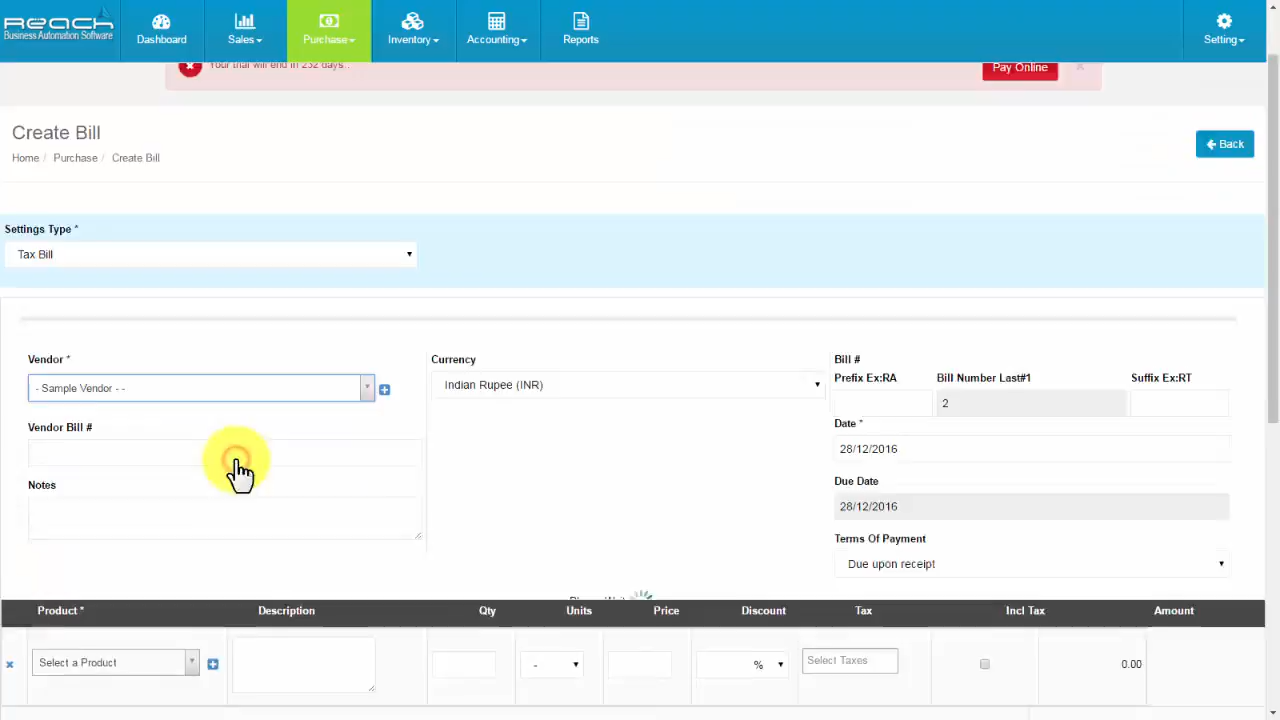 REACH
Business Automation Software
Dashboard
Sales
Purchase
Inventory
Accounting
Reports
Setting
Your trial will end in 232 days..
Pay Online
×
Create Bill
Home / Purchase / Create Bill
Back
Settings Type *
Tax Bill
Vendor *
- Sample Vendor - -
Vendor Bill #
Notes
Currency
Indian Rupee (INR)
Bill #
Prefix Ex:RA
Bill Number Last#1
Suffix Ex:RT
2
Date *
28/12/2016
Due Date
28/12/2016
Terms Of Payment
Due upon receipt
Please Wait..
Product * Description Qty Units Price Discount Tax Incl Tax Amount
Select a Product
-
%
Select Taxes
0.00